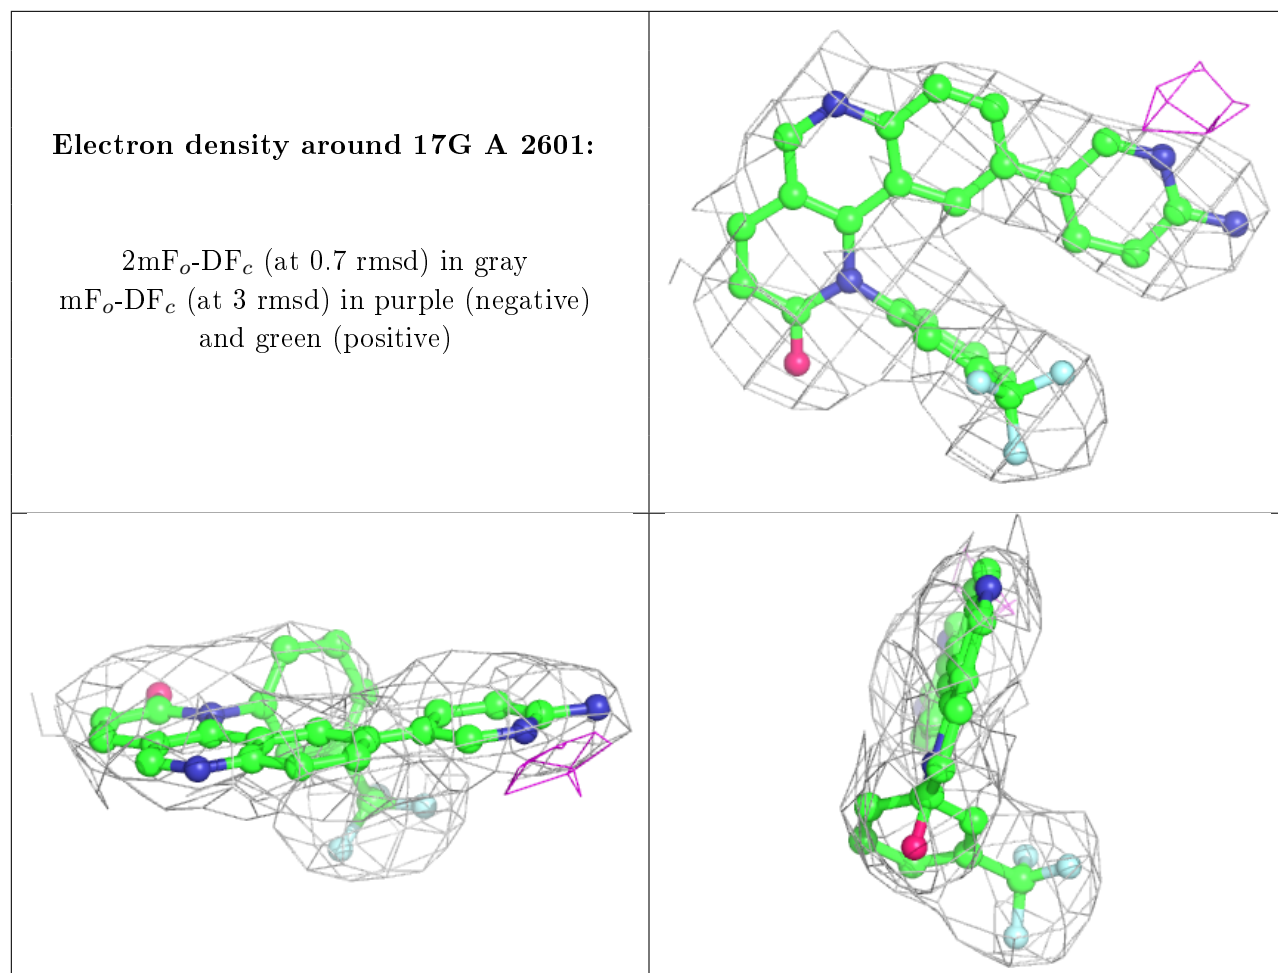 Electron density around 17G A 2601:
2mFo-DFc (at 0.7 rmsd) in gray
mFo-DFc (at 3 rmsd) in purple (negative)
and green (positive)